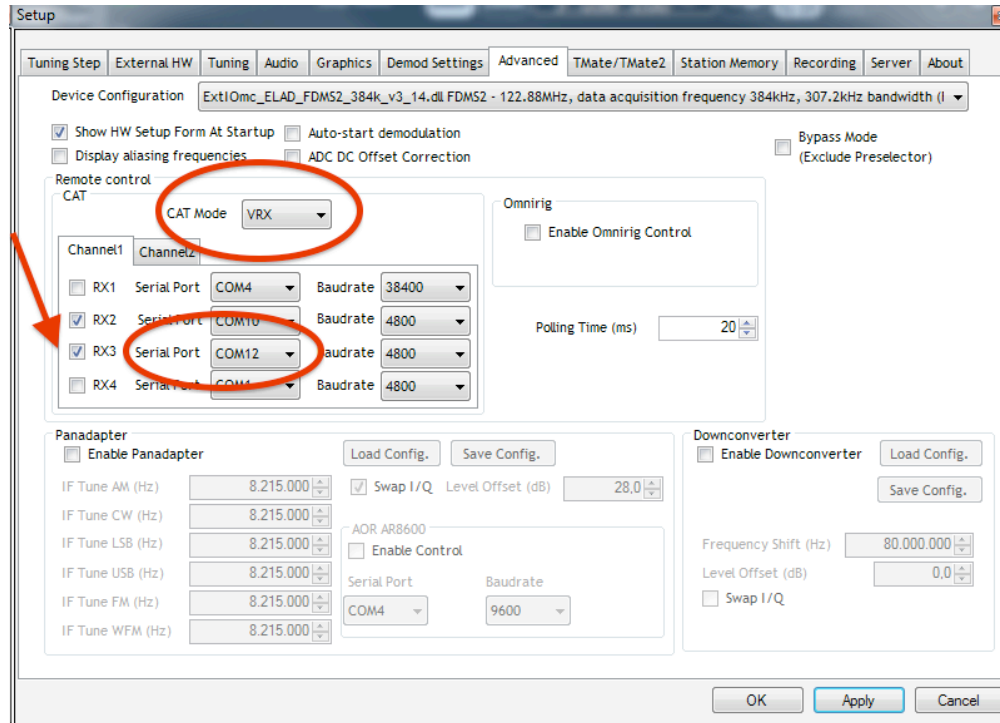 Setup
Tuning Step External HW Tuning Audio Graphics Demod Settings Advanced TMate/TMate2 Station Memory Recording Server About
Device Configuration ExtIOmc_ELAD_FDMS2_384k_v3_14.dll FDMS2 - 122.88MHz, data acquisition frequency 384kHz, 307.2kHz bandwidth (I
Show HW Setup Form At Startup Auto-start demodulation Bypass Mode
Display aliasing frequencies ADC DC Offset Correction (Exclude Preselector)
Remote control
CAT Omnirig
CAT Mode VRX Enable Omnirig Control
Channel1 Channel2
RX1 Serial Port COM4 Baudrate 38400
RX2 Serial Port COM10 Baudrate 4800 Polling Time (ms) 20
RX3 Serial Port COM12 Baudrate 4800
RX4 Serial Port Baudrate 4800
Panadapter Downconverter
Enable Panadapter Load Config. Save Config. Enable Downconverter Load Config.
IF Tune AM (Hz) 8.215.000 Swap I/Q Level Offset (dB) 28,0 Save Config.
IF Tune CW (Hz) 8.215.000 AOR AR8600
IF Tune LSB (Hz) 8.215.000 Enable Control Frequency Shift (Hz) 80.000.000
IF Tune USB (Hz) 8.215.000 Serial Port Baudrate Level Offset (dB) 0,0
IF Tune FM (Hz) 8.215.000 COM4 9600 Swap I/Q
IF Tune WFM (Hz) 8.215.000
OK Apply Cancel